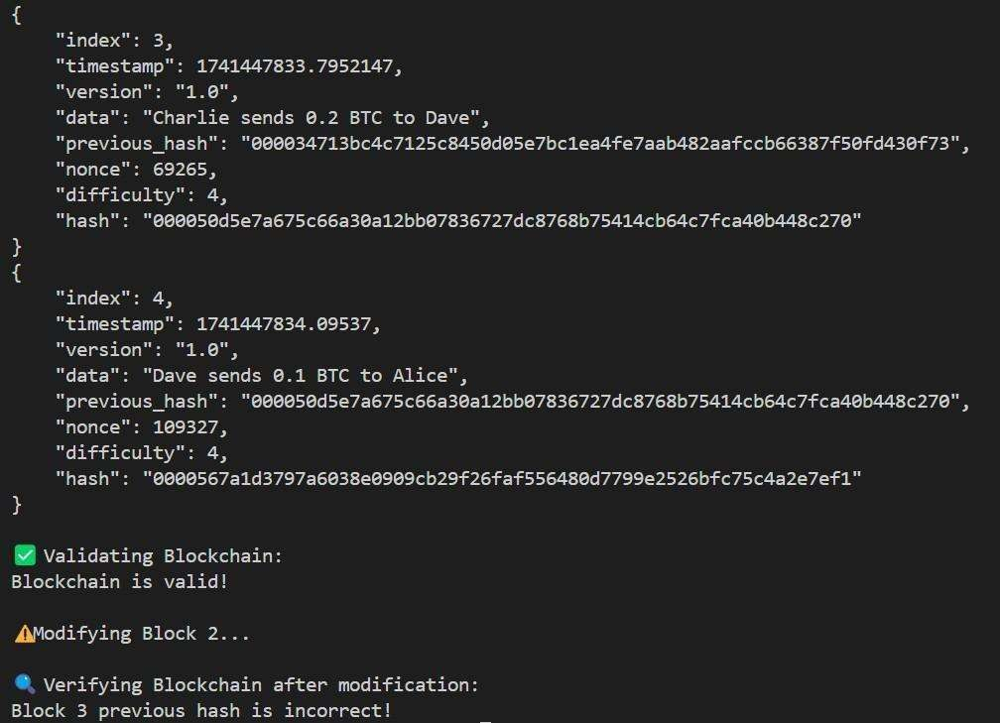 {
    "index": 3,
    "timestamp": 1741447833.7952147,
    "version": "1.0",
    "data": "Charlie sends 0.2 BTC to Dave",
    "previous_hash": "000034713bc4c7125c8450d05e7bc1ea4fe7aab482aafccb66387f50fd430f73",
    "nonce": 69265,
    "difficulty": 4,
    "hash": "000050d5e7a675c66a30a12bb07836727dc8768b75414cb64c7fca40b448c270"
}
{
    "index": 4,
    "timestamp": 1741447834.09537,
    "version": "1.0",
    "data": "Dave sends 0.1 BTC to Alice",
    "previous_hash": "000050d5e7a675c66a30a12bb07836727dc8768b75414cb64c7fca40b448c270",
    "nonce": 109327,
    "difficulty": 4,
    "hash": "0000567a1d3797a6038e0909cb29f26faf556480d7799e2526bfc75c4a2e7ef1"
}
✅ Validating Blockchain:
Blockchain is valid!
⚠️Modifying Block 2...
🔍 Verifying Blockchain after modification:
Block 3 previous hash is incorrect!